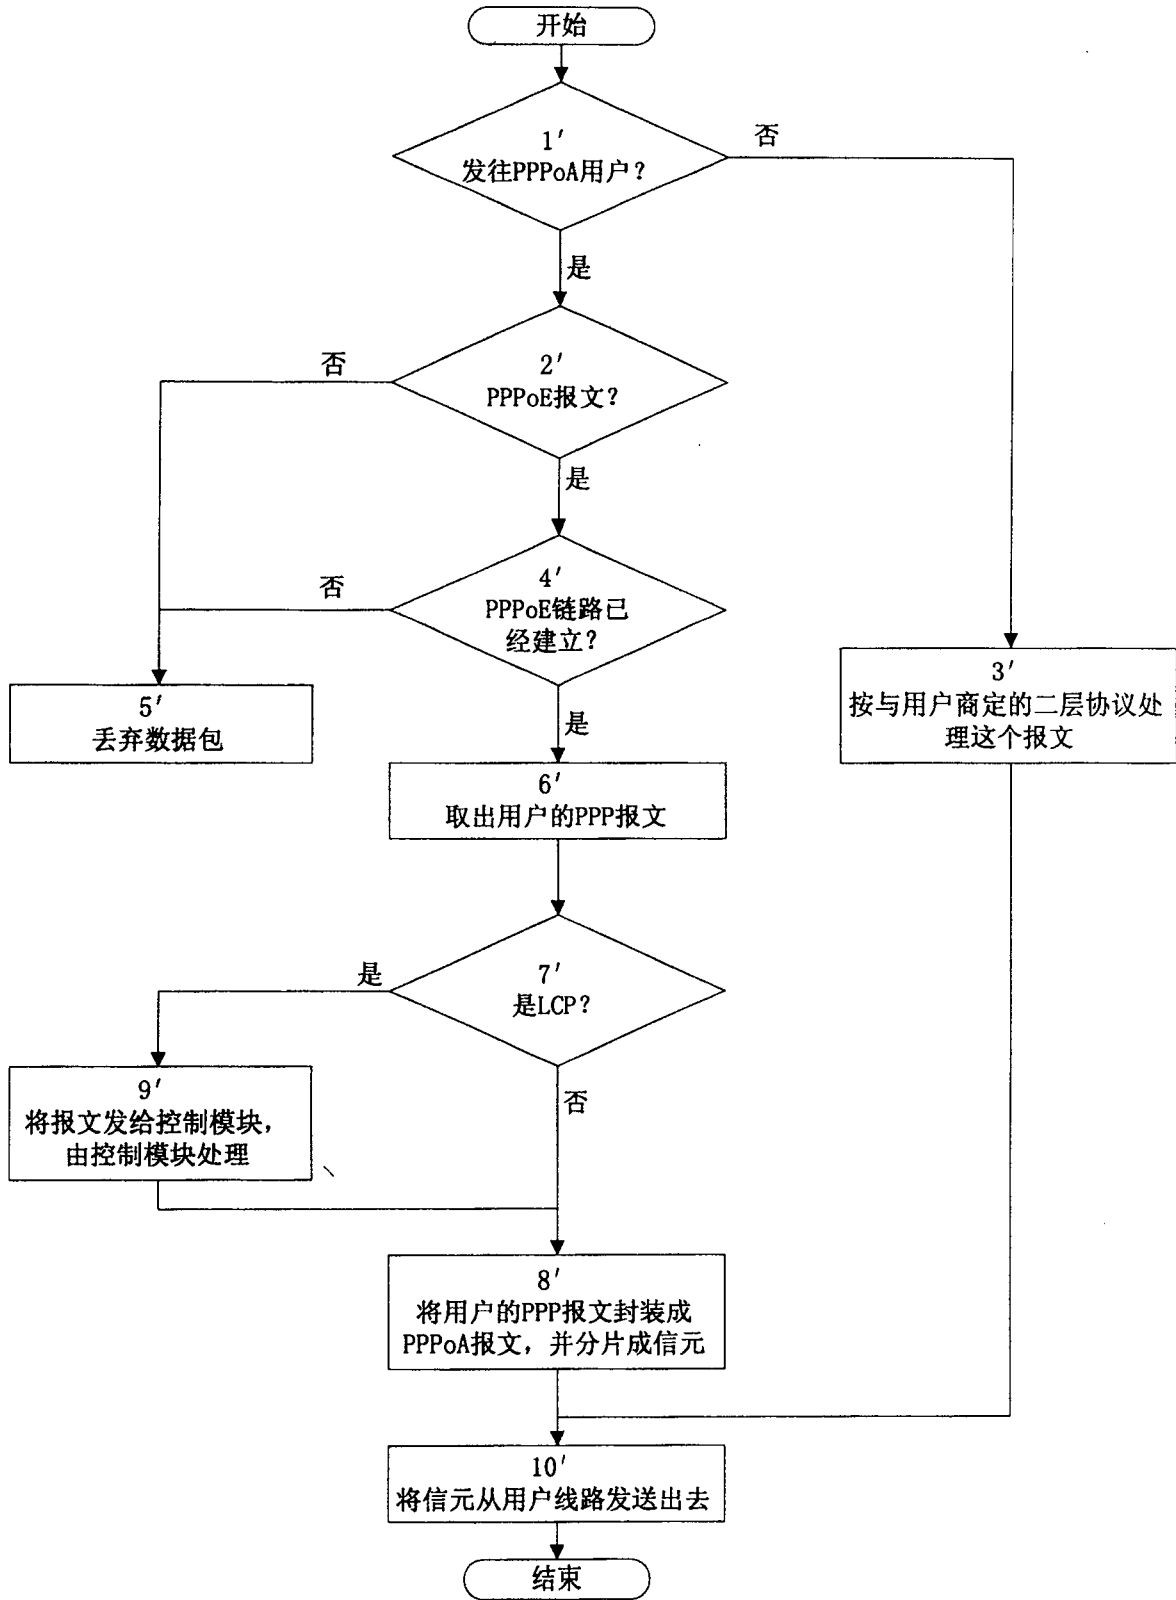 开始
1′
发往PPPoA用户?
否
是
2′
PPPoE报文?
否
是
4′
PPPoE链路已
经建立?
否
是
3′
按与用户商定的二层协议处
理这个报文
5′
丢弃数据包
6′
取出用户的PPP报文
7′
是LCP?
是
否
9′
将报文发给控制模块,
由控制模块处理
8′
将用户的PPP报文封装成
PPPoA报文,并分片成信元
10′
将信元从用户线路发送出去
结束